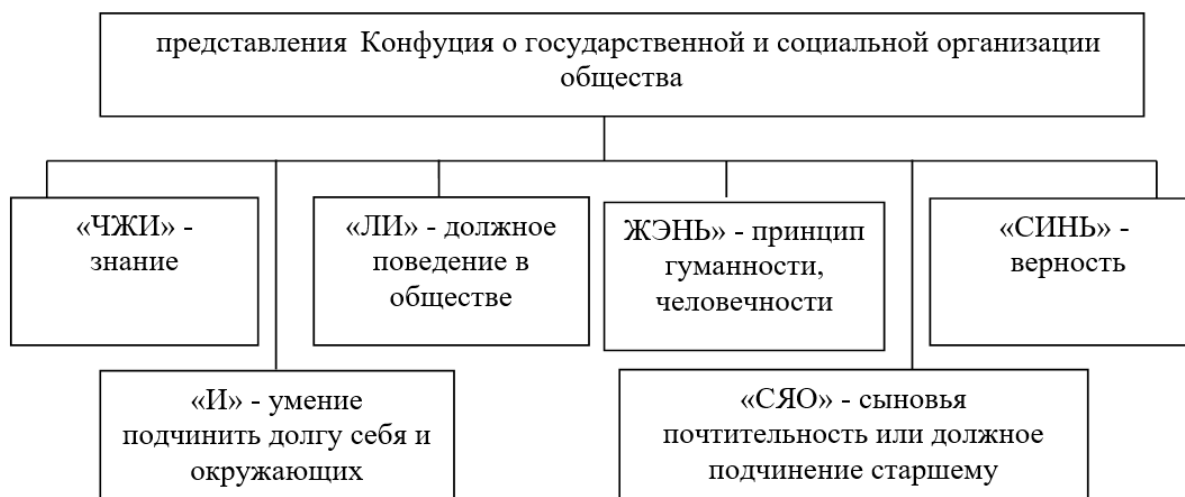 представления Конфуция о государственной и социальной организации
общества
«ЧЖИ» -
знание
«ЛИ» - должное
поведение в
обществе
ЖЭНЬ» - принцип
гуманности,
человечности
«СИНЬ» -
верность
«И» - умение
подчинить долгу себя и
окружающих
«СЯО» - сыновья
почтительность или должное
подчинение старшему